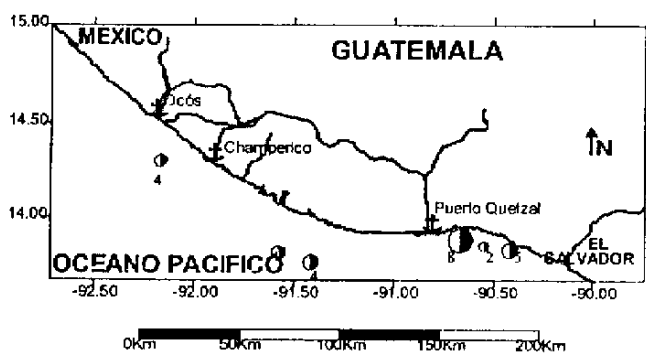 15.00
MEXICO
GUATEMALA
14.50
Ocós
Champerico
N
4
14.00
Puerto Quetzal
8 2 5
EL
SALVADOR
OCEANO PACIFICO
4
-92.50 -92.00 -91.50 -91.00 -90.50 -90.00
0Km 50Km 100Km 150Km 200Km